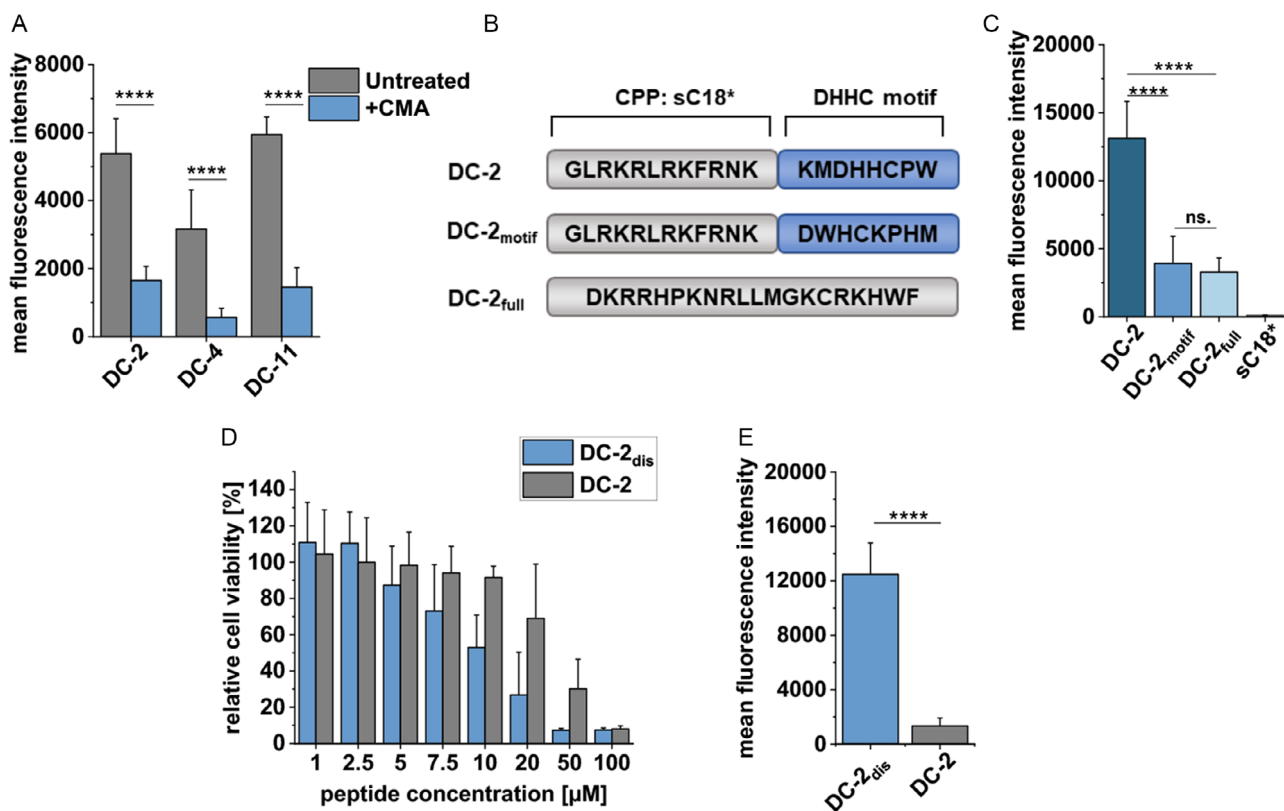 A
mean fluorescence intensity
8000
6000
4000
2000
0
****
****
****
Untreated
+CMA
DC-2
DC-4
DC-11
B
CPP: sC18* DHHC motif
DC-2 GLRKRLRKFRNK KMDHHCPW
DC-2motif GLRKRLRKFRNK DWHCKPHM
DC-2full DKRRHPKNRLLMGKCRKHWF
C
mean fluorescence intensity
20000
15000
10000
5000
0
****
****
ns.
DC-2
DC-2motif
DC-2full
sC18*
D
relative cell viability [%]
140
120
100
80
60
40
20
0
DC-2dis
DC-2
1 2.5 5 7.5 10 20 50 100
peptide concentration [µM]
E
mean fluorescence intensity
20000
16000
12000
8000
4000
0
****
DC-2dis
DC-2